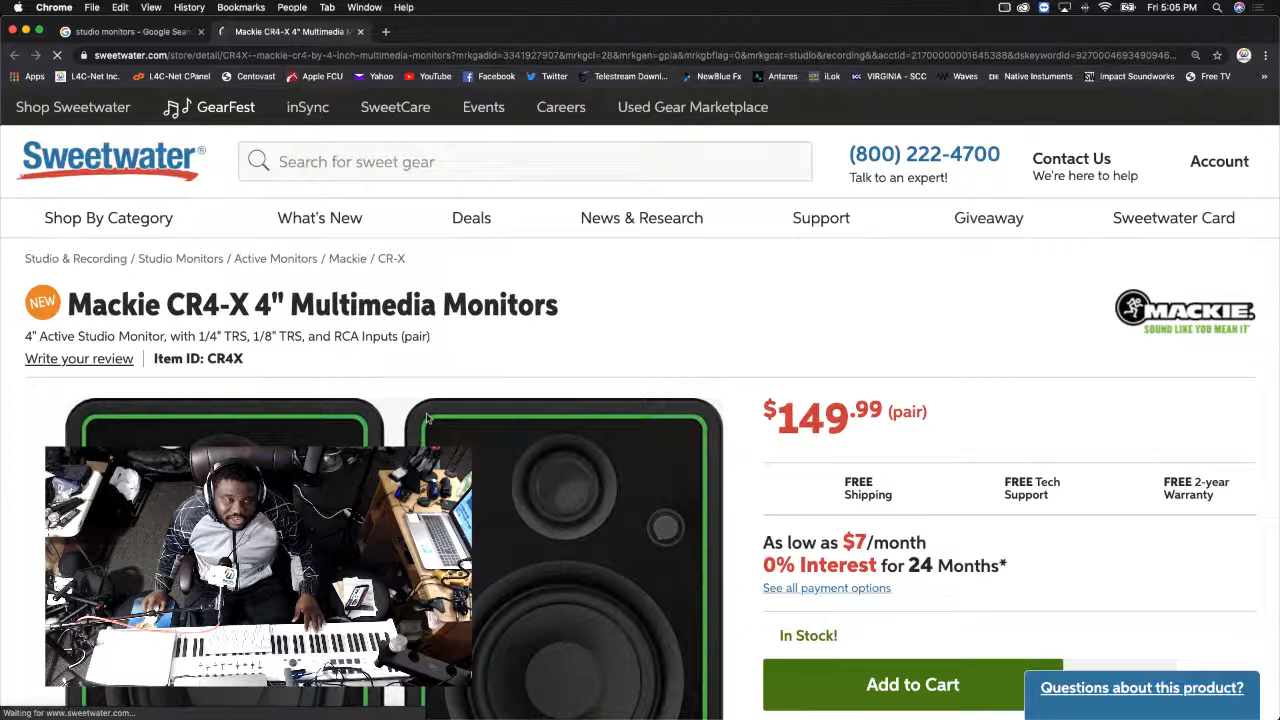 Chrome File Edit View History Bookmarks People Tab Window Help Fri 5:05 PM
studio monitors - Google Sear Mackie CR4-X 4" Multimedia M
sweetwater.com/store/detail/CR4X--mackie-cr4-by-4-inch-multimedia-monitors?mrkgadid=3341927907&mrkgcl=28&mrkgen=gpla&mrkgbflag=0&mrkgcat=studio&recording&&acctid=21700000001645388&dskeywordid=9270004693490946...
Apps L4C-Net Inc. L4C-Net CPanel Centovast Apple FCU Yahoo YouTube Facebook Twitter Telestream Downl... NewBlue Fx Antares iLok VIRGINIA - SCC Waves Native Instuments Impact Soundworks Free TV »
Shop Sweetwater GearFest inSync SweetCare Events Careers Used Gear Marketplace
Sweetwater® Search for sweet gear (800) 222-4700 Talk to an expert! Contact Us We're here to help Account
Shop By Category What's New Deals News & Research Support Giveaway Sweetwater Card
Studio & Recording / Studio Monitors / Active Monitors / Mackie / CR-X
NEW Mackie CR4-X 4" Multimedia Monitors
MACKIE.
SOUND LIKE YOU MEAN IT
4" Active Studio Monitor, with 1/4" TRS, 1/8" TRS, and RCA Inputs (pair)
Write your review Item ID: CR4X
$149.99 (pair)
FREE Shipping
FREE Tech Support
FREE 2-year Warranty
As low as $7/month
0% Interest for 24 Months*
See all payment options
In Stock!
Add to Cart
Questions about this product?
Waiting for www.sweetwater.com...